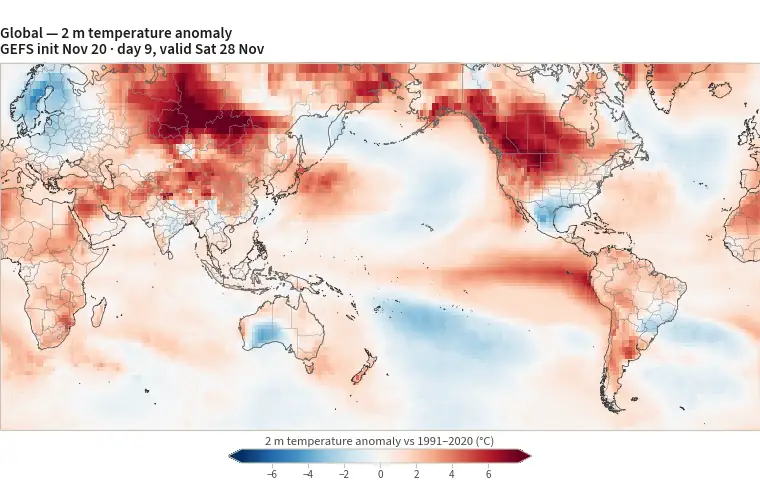 Global — 2 m temperature anomaly
GEFS init Nov 20 · day 9, valid Sat 28 Nov
2 m temperature anomaly vs 1991–2020 (°C)
−6 −4 −2 0 2 4 6